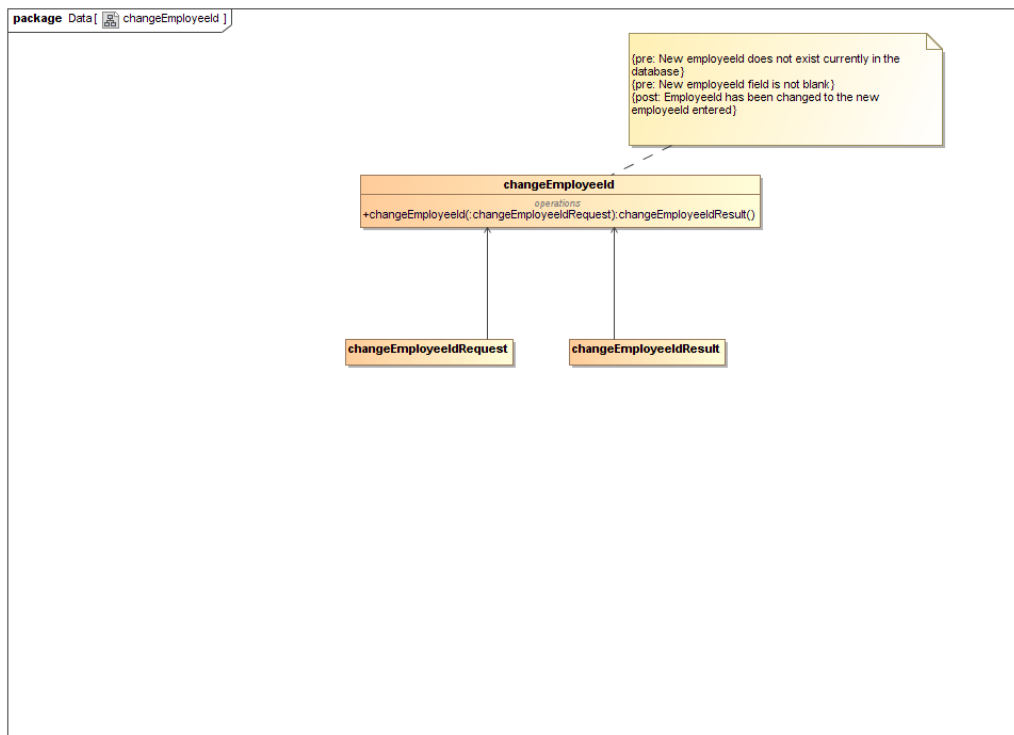 package Data[ changeEmployeeId ]
{pre: New employeeId does not exist currently in the
database}
{pre: New employeeId field is not blank}
{post: EmployeeId has been changed to the new
employeeId entered}
changeEmployeeId
operations
+changeEmployeeId(:changeEmployeeIdRequest):changeEmployeeIdResult()
changeEmployeeIdRequest
changeEmployeeIdResult